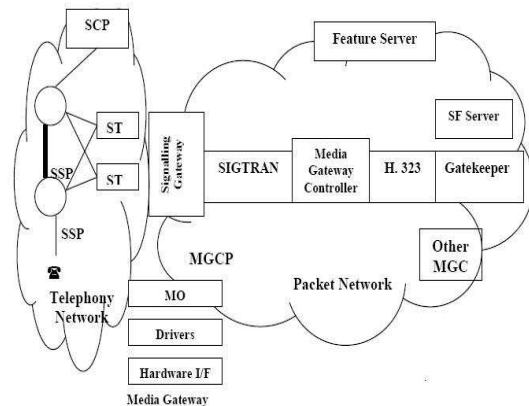 SCP
Feature Server
ST
SF Server
Signalling
Gateway
SIGTRAN
Media
Gateway
Controller
H. 323
Gatekeeper
ST
SSP
SSP
MGCP
Other
MGC
Telephony
Network
MO
Packet Network
Drivers
Hardware I/F
Media Gateway